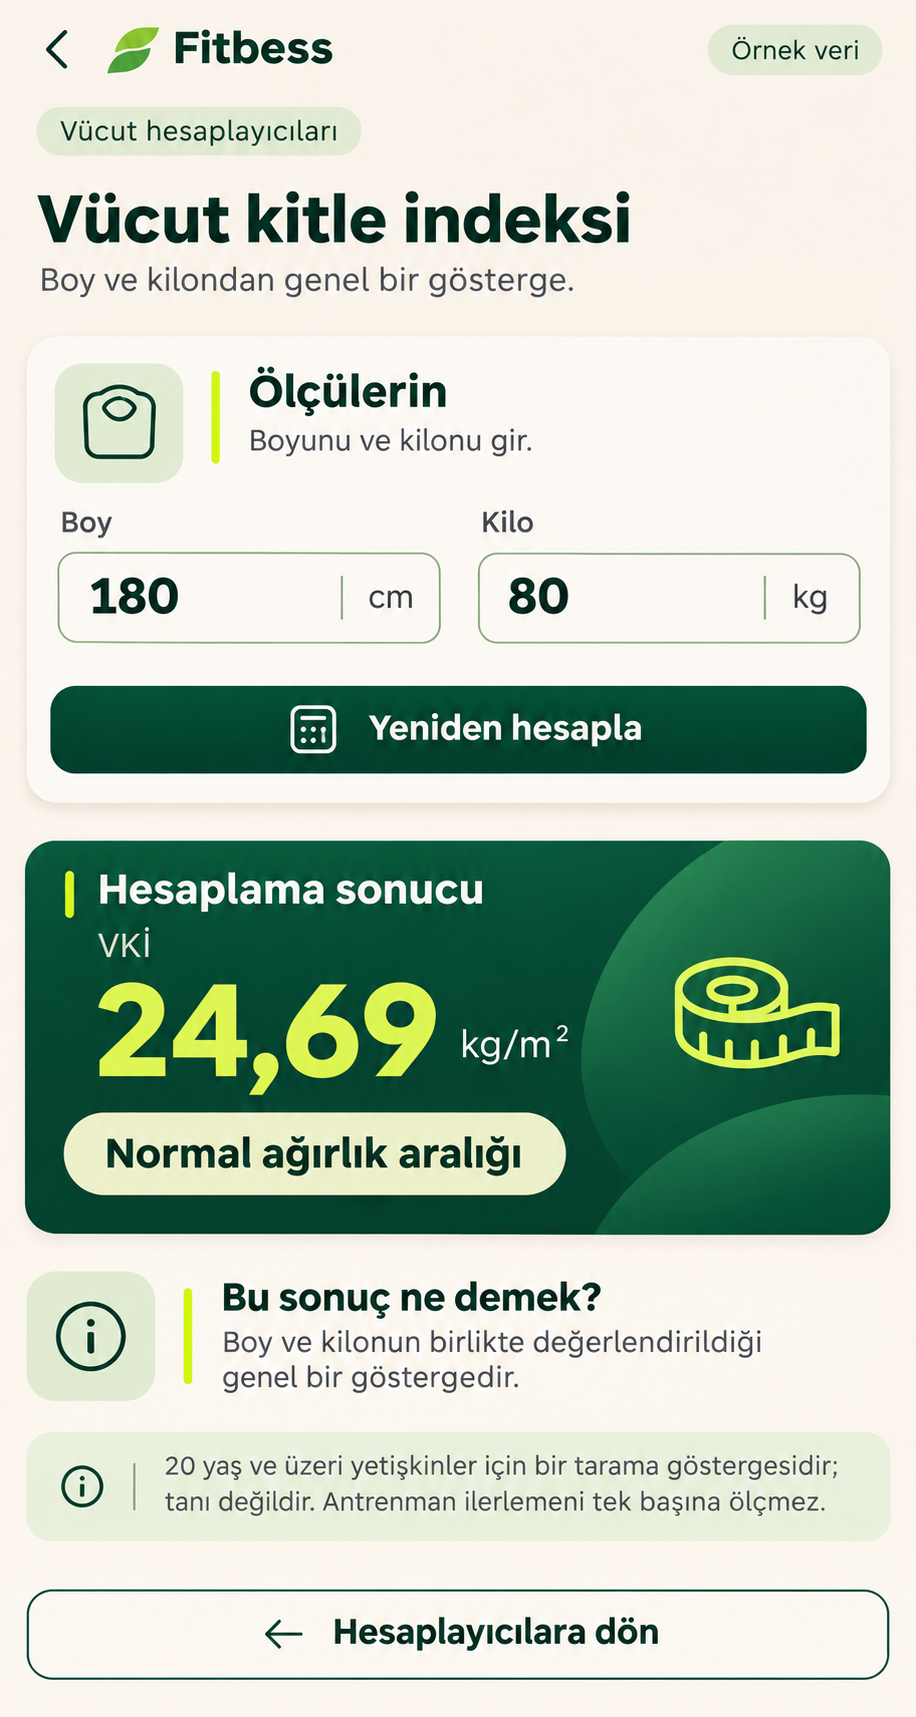 Fitbess
Örnek veri
Vücut hesaplayıcıları
Vücut kitle indeksi
Boy ve kilondan genel bir gösterge.
Ölçülerin
Boyunu ve kilonu gir.
Boy
Kilo
180 cm
80 kg
Yeniden hesapla
Hesaplama sonucu
VKİ
24,69 kg/m²
Normal ağırlık aralığı
Bu sonuç ne demek?
Boy ve kilonun birlikte değerlendirildiği
genel bir göstergedir.
20 yaş ve üzeri yetişkinler için bir tarama göstergesidir;
tanı değildir. Antrenman ilerlemeni tek başına ölçmez.
Hesaplayıcılara dön